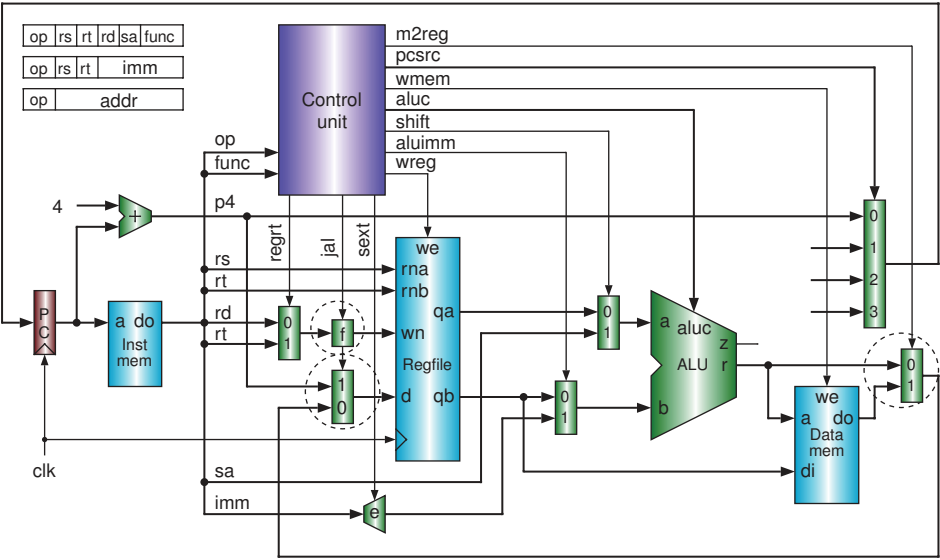 op rs rt rd sa func
op rs rt imm
op addr
Control unit
m2reg
pcsrc
wmem
aluc
shift
aluimm
wreg
op
func
4
+
p4
regrt
jal
sext
rs
rt
rd
rt
we
rna
rnb
wn
d
qa
qb
Regfile
PC
a do
Inst mem
0
1
f
1
0
0
1
0
1
a
aluc
ALU
b
z
r
0
1
2
3
0
1
we
a do
Data mem
di
clk
sa
imm
e